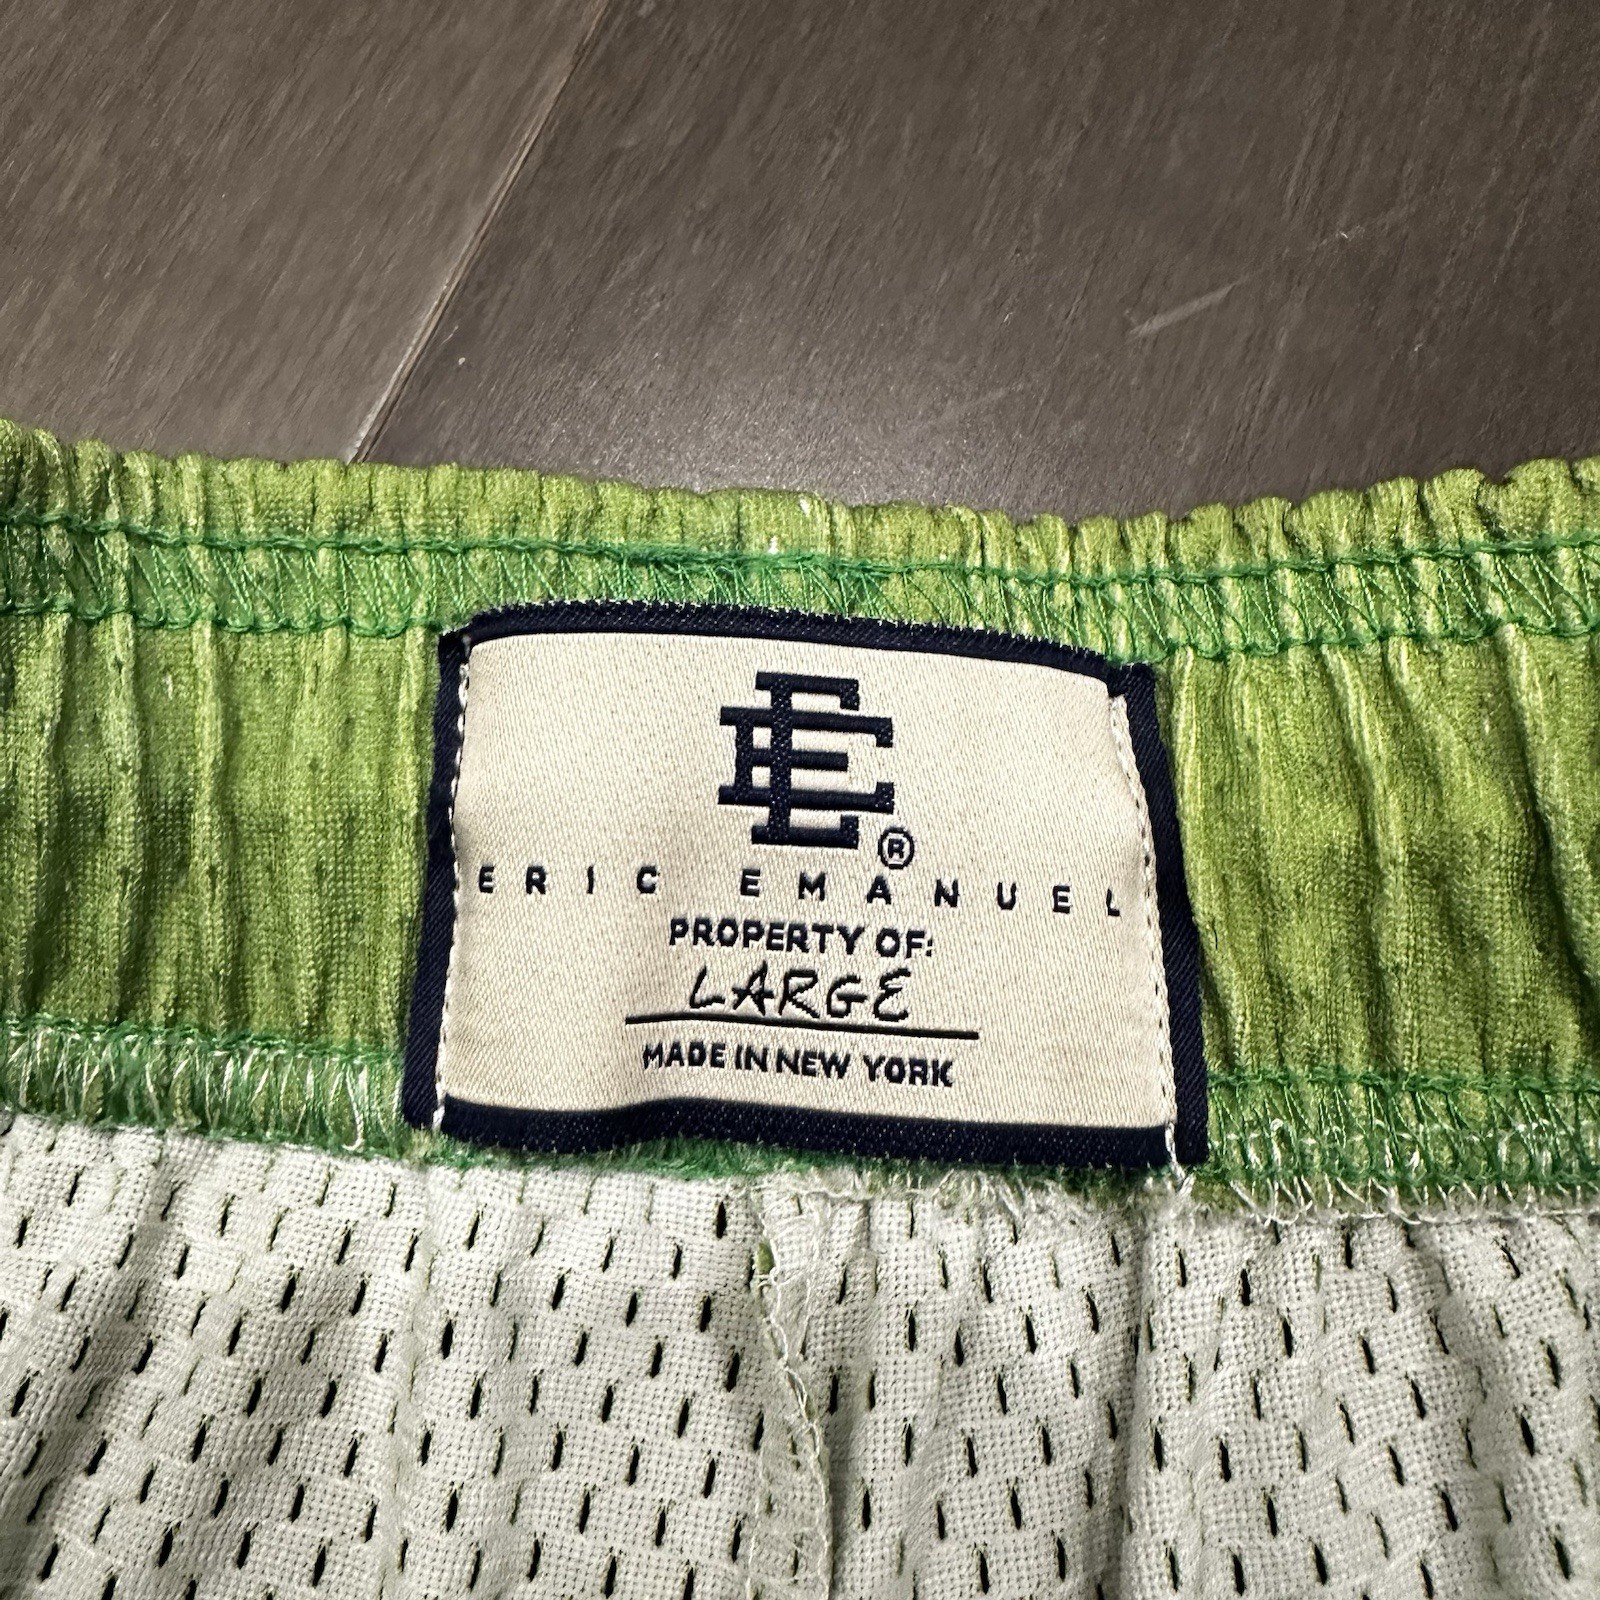 EE®
ERIC EMANUEL
PROPERTY OF:
LARGE
MADE IN NEW YORK